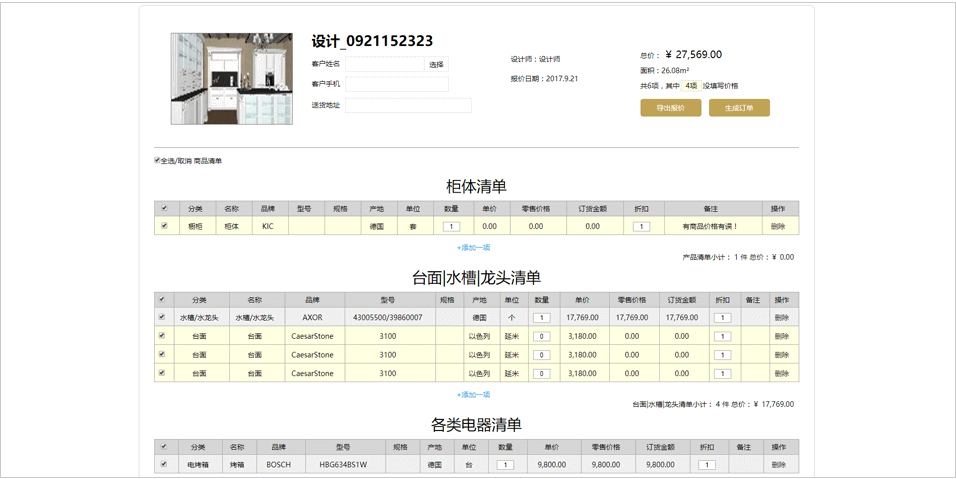 设计_0921152323
客户姓名 选择
客户手机
送货地址
设计师：设计师
报价日期：2017.9.21
总价： ¥ 27,569.00
面积：26.08m²
共6项，其中 4项 没填写价格
导出报价 生成订单
全选/取消 商品清单
柜体清单
分类 名称 品牌 型号 规格 产地 单位 数量 单价 零售价格 订货金额 折扣 备注 操作
橱柜 柜体 KIC 德国 套 1 0.00 0.00 0.00 1 有商品价格有误！ 删除
+添加一项
产品清单小计： 1 件 总价：¥ 0.00
台面|水槽|龙头清单
分类 名称 品牌 型号 规格 产地 单位 数量 单价 零售价格 订货金额 折扣 备注 操作
水槽/水龙头 水槽/水龙头 AXOR 43005500/39860007 德国 个 1 17,769.00 17,769.00 17,769.00 1 删除
台面 台面 CaesarStone 3100 以色列 延米 0 3,180.00 0.00 0.00 1 删除
台面 台面 CaesarStone 3100 以色列 延米 0 3,180.00 0.00 0.00 1 删除
台面 台面 CaesarStone 3100 以色列 延米 0 3,180.00 0.00 0.00 1 删除
+添加一项
台面|水槽|龙头清单小计： 4 件 总价：¥ 17,769.00
各类电器清单
分类 名称 品牌 型号 规格 产地 单位 数量 单价 零售价格 订货金额 折扣 备注 操作
电烤箱 烤箱 BOSCH HBG634BS1W 德国 台 1 9,800.00 9,800.00 9,800.00 1 删除